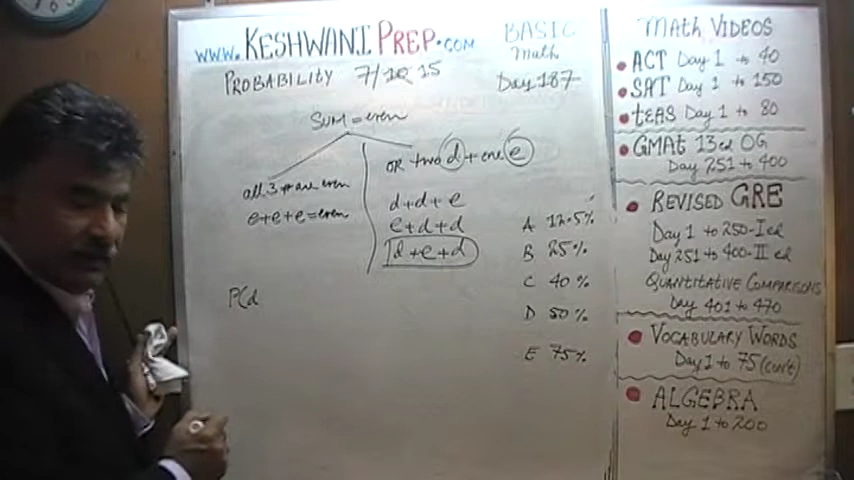 www.KESHWANIPREP.com
PROBABILITY 7/10 15
BASIC
Math
Day 187
SUM = even
all 3 # are even
e+e+e = even
OR two d + one e
d+d+e
e+d+d
d+e+d
P(d
A 12.5%
B 25%
C 40%
D 50%
E 75%
Math VIDEOS
ACT Day 1 to 40
SAT Day 1 to 150
tEAS Day 1 to 80
GMAt 13ed OG
Day 251 to 400
REVISED GRE
Day 1 to 250-I ed
Day 251 to 400-II ed
QUANTITATIVE COMPARISONS
Day 401 to 470
VOCABULARY WORDS
Day 1 to 75 (con't)
ALGEBRA
Day 1 to 200